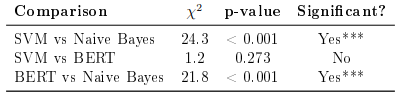 Comparison χ² p-value Significant?
SVM vs Naive Bayes 24.3 < 0.001 Yes***
SVM vs BERT 1.2 0.273 No
BERT vs Naive Bayes 21.8 < 0.001 Yes***